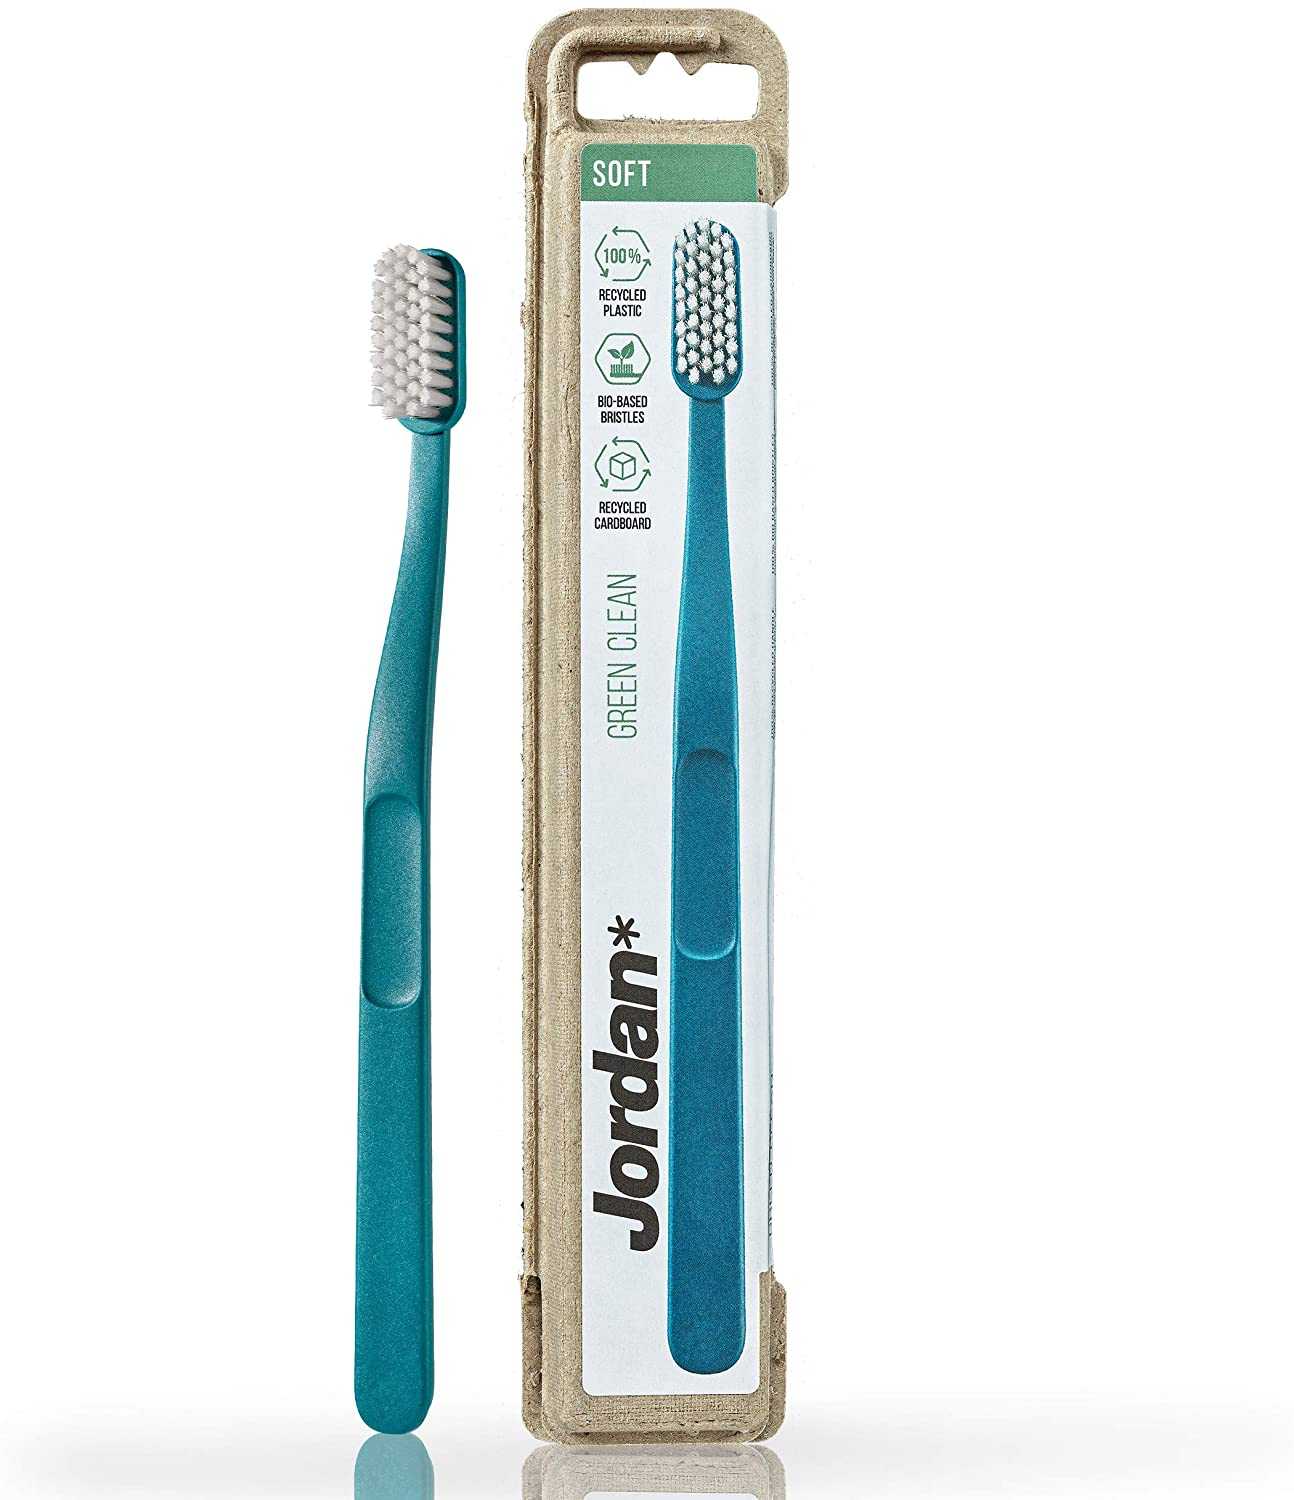 SOFT
100%
RECYCLED
PLASTIC
BIO-BASED
BRISTLES
RECYCLED
CARDBOARD
GREEN CLEAN
Jordan*